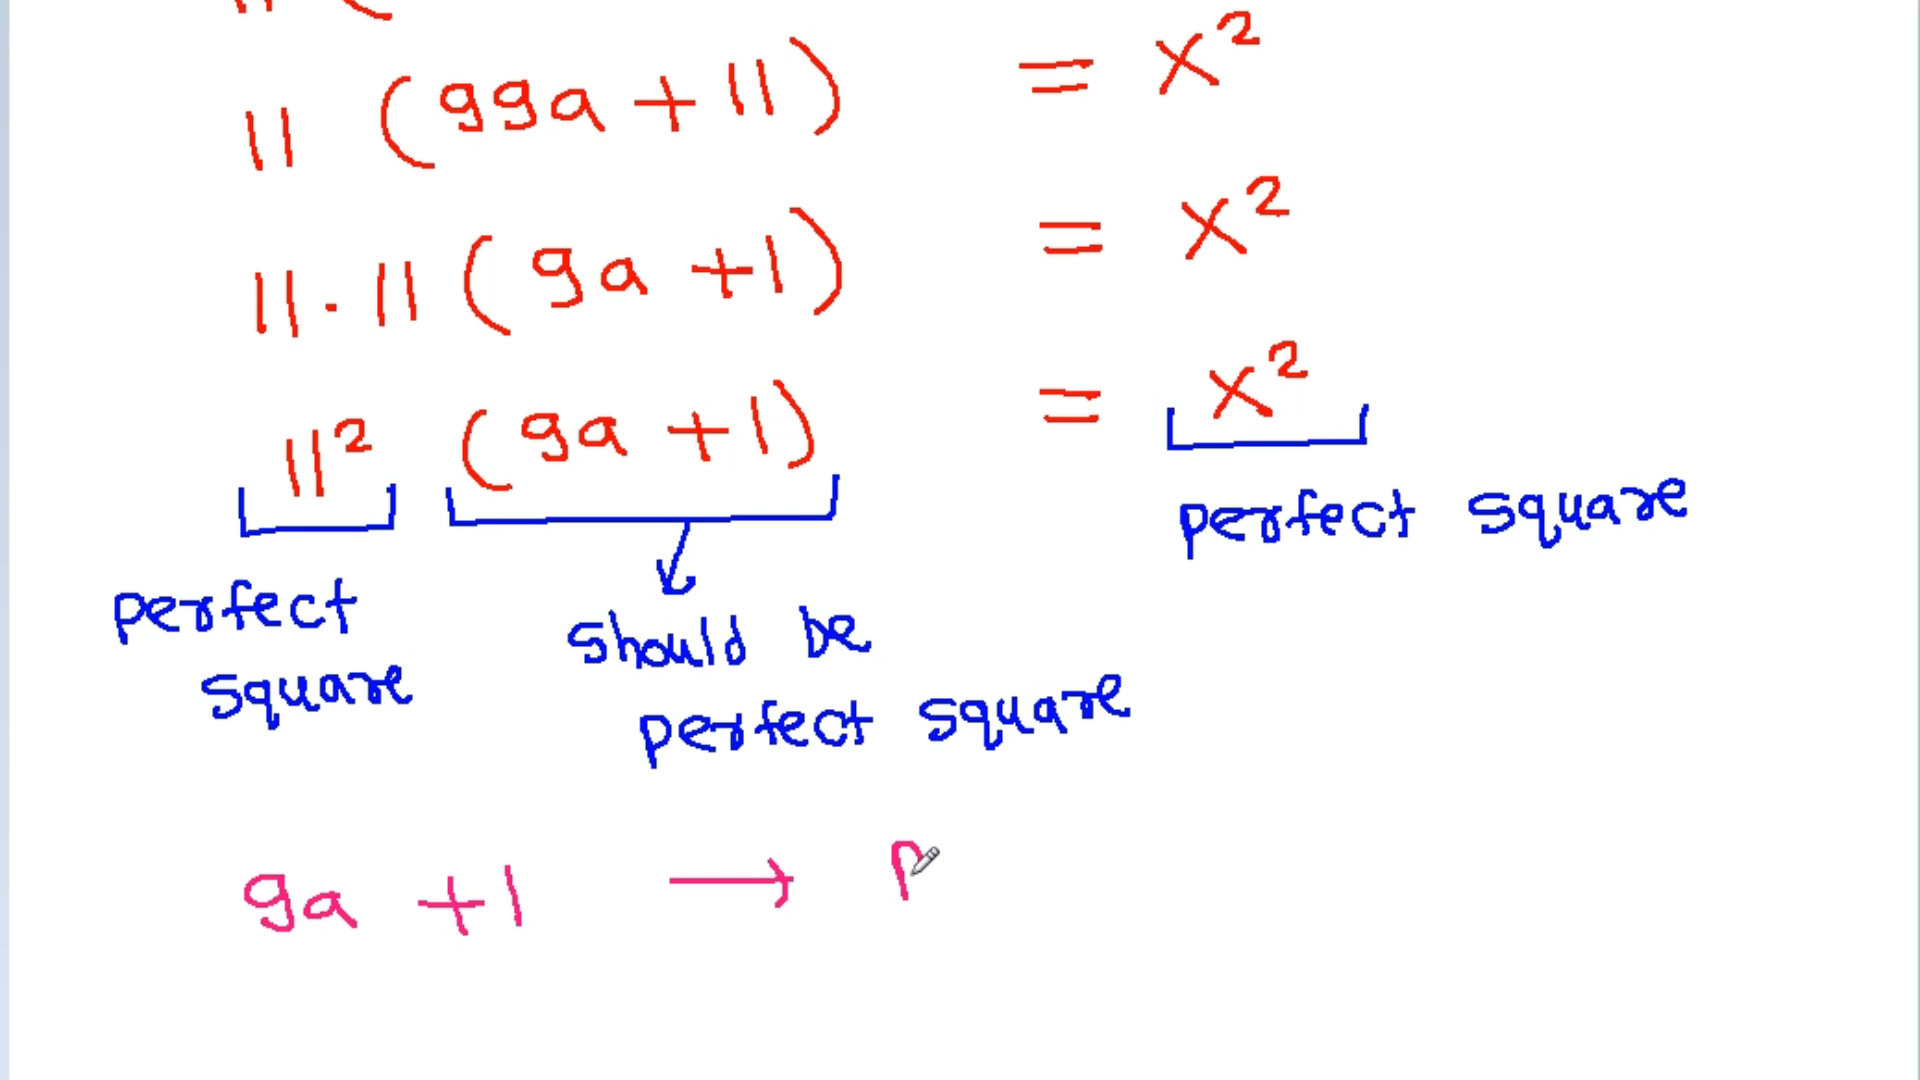 11 (99a + 11) = x²
11 · 11 (9a + 1) = x²
11² (9a + 1) = x²
perfect square
perfect
square
should be
perfect square
9a + 1 → P